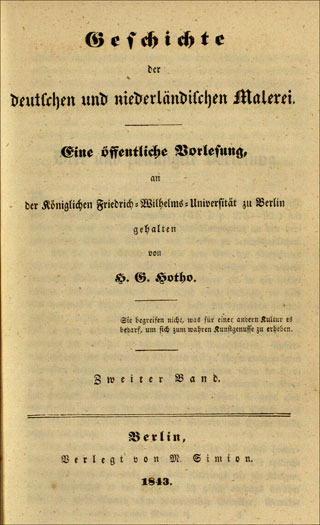 Geschichte
der
deutschen und niederländischen Malerei.
Eine öffentliche Vorlesung,
an
der Königlichen Friedrich-Wilhelms-Universität zu Berlin
gehalten
von
H. G. Hotho.
Sie begreifen nicht, was für einer andern Kultur es
bedarf, um sich zum wahren Kunstgenusse zu erheben.
Zweiter Band.
Berlin,
Verlegt von M. Simion.
1843.